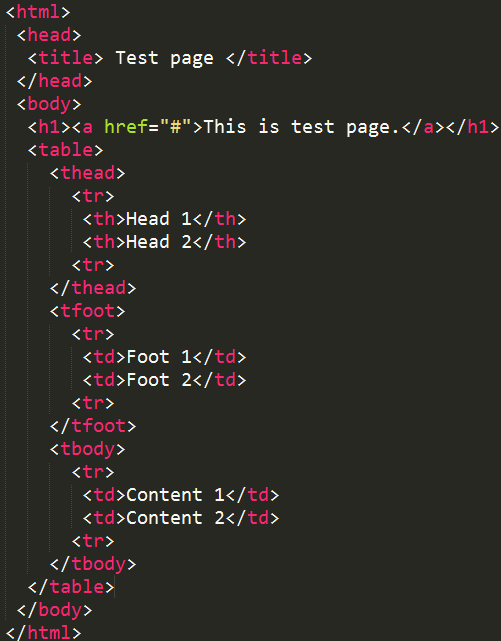 <html>
<head>
<title> Test page </title>
</head>
<body>
<h1><a href="#">This is test page.</a></h1>
<table>
<thead>
<tr>
<th>Head 1</th>
<th>Head 2</th>
<tr>
</thead>
<tfoot>
<tr>
<td>Foot 1</td>
<td>Foot 2</td>
<tr>
</tfoot>
<tbody>
<tr>
<td>Content 1</td>
<td>Content 2</td>
<tr>
</tbody>
</table>
</body>
</html>